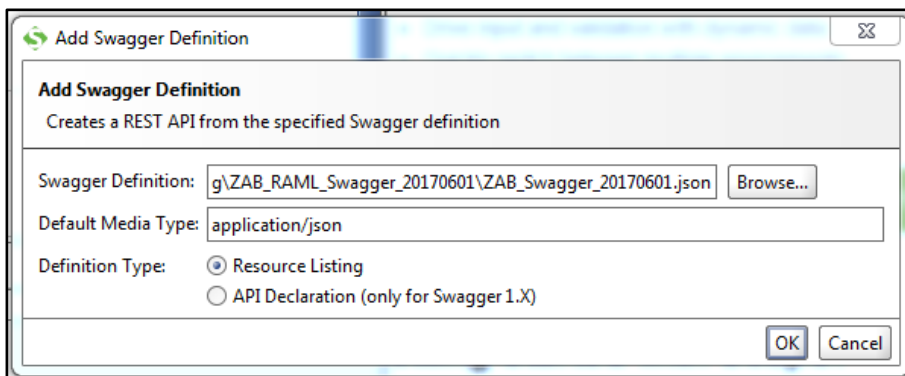 Add Swagger Definition
Add Swagger Definition
Creates a REST API from the specified Swagger definition
Swagger Definition: g\ZAB_RAML_Swagger_20170601\ZAB_Swagger_20170601.json Browse...
Default Media Type: application/json
Definition Type: Resource Listing
API Declaration (only for Swagger 1.X)
OK Cancel